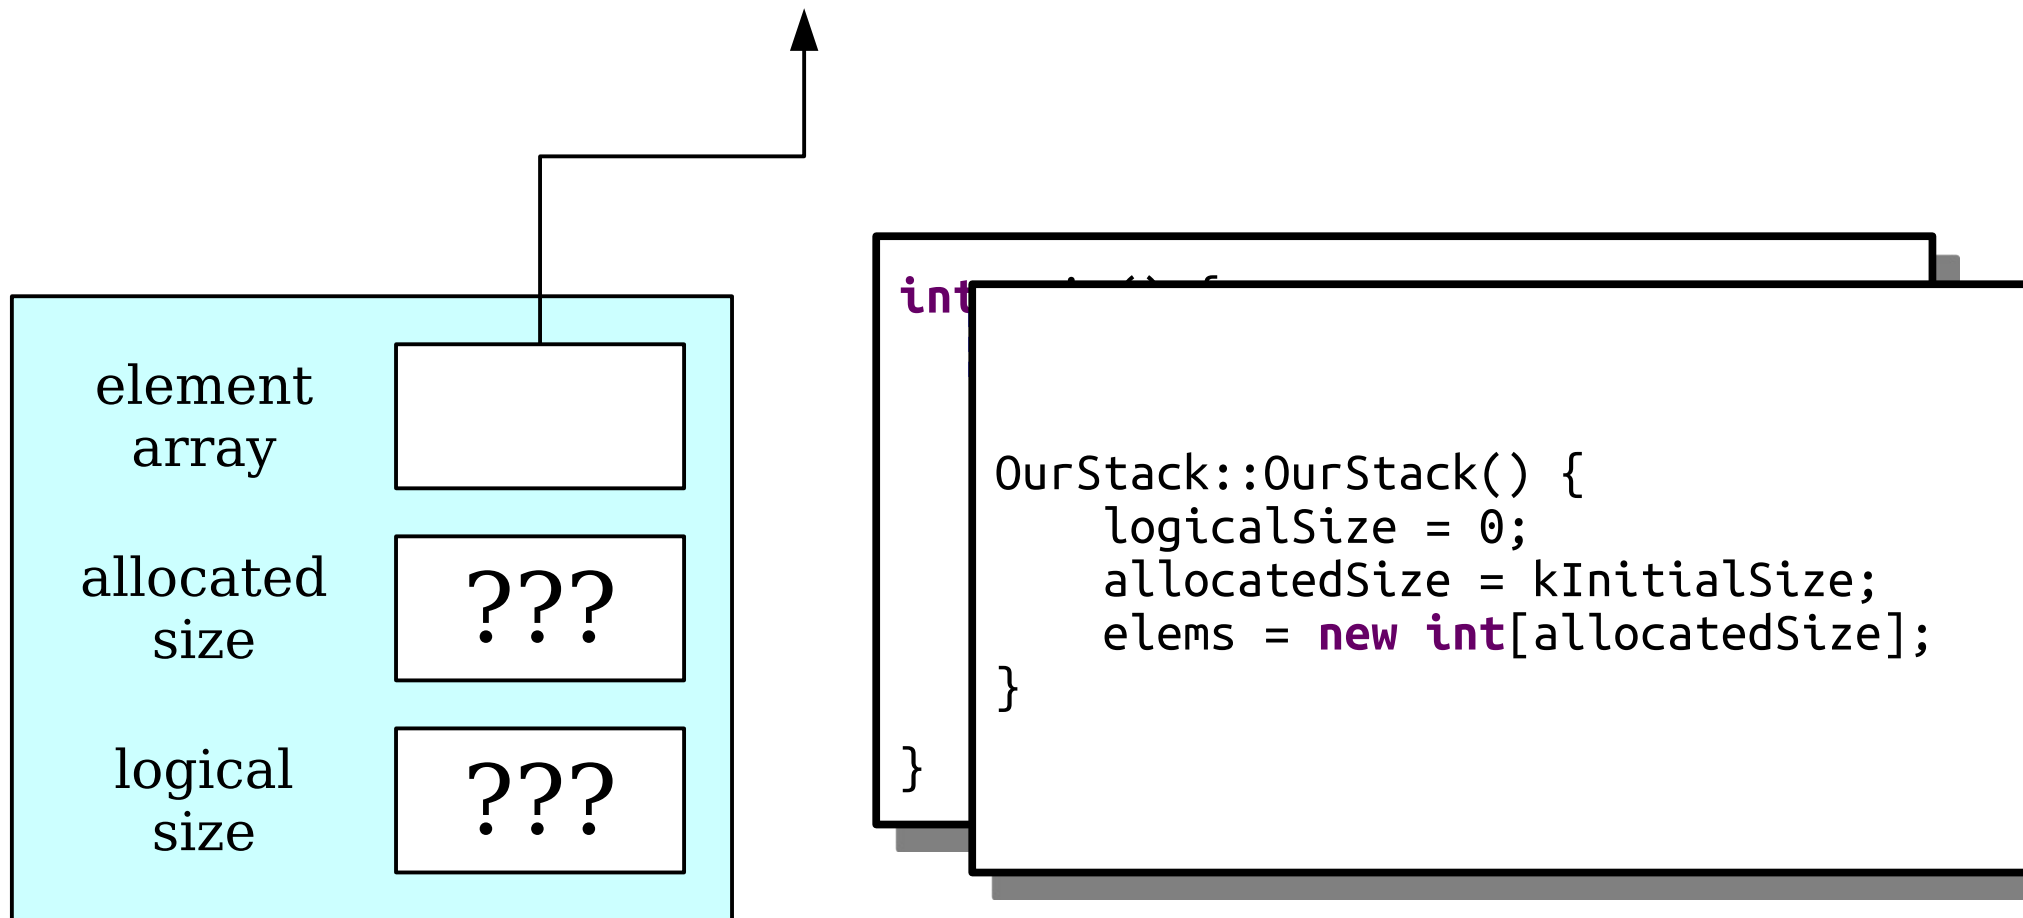 element
array
allocated
size
???
logical
size
???
int
}
OurStack::OurStack() {
    logicalSize = 0;
    allocatedSize = kInitialSize;
    elems = new int[allocatedSize];
}